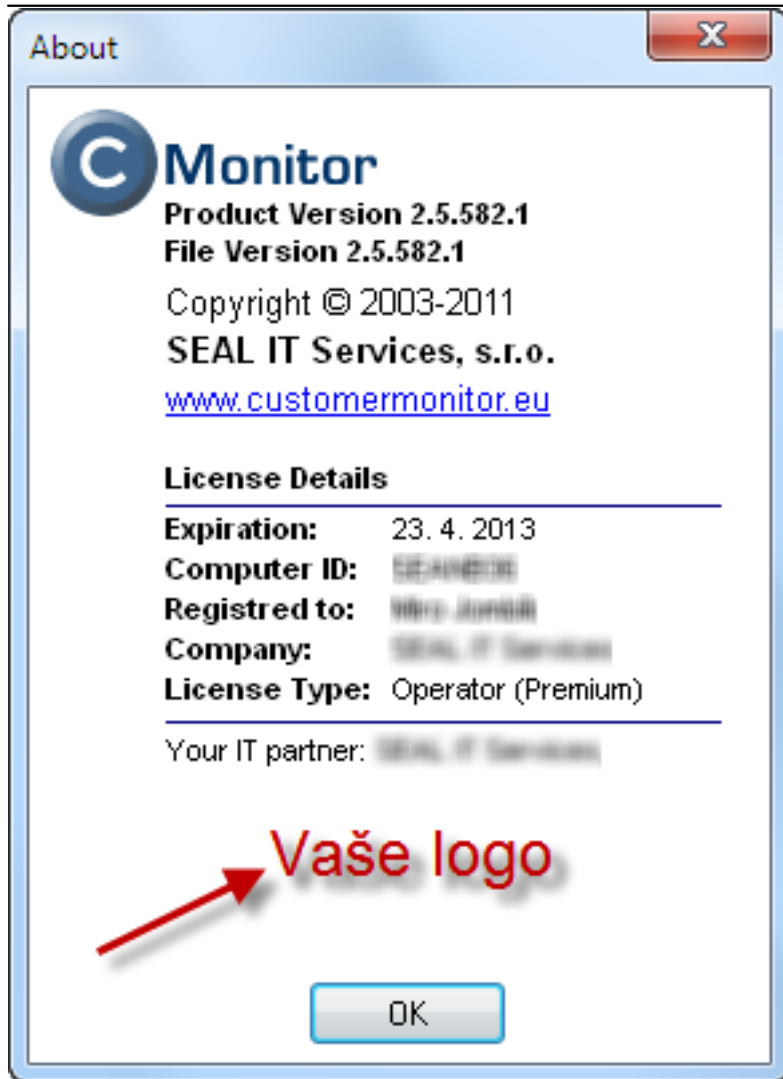 About
C Monitor
Product Version 2.5.582.1
File Version 2.5.582.1
Copyright © 2003-2011
SEAL IT Services, s.r.o.
www.customermonitor.eu
License Details
Expiration: 23. 4. 2013
Computer ID:
Registred to:
Company:
License Type: Operator (Premium)
Your IT partner:
Vaše logo
OK